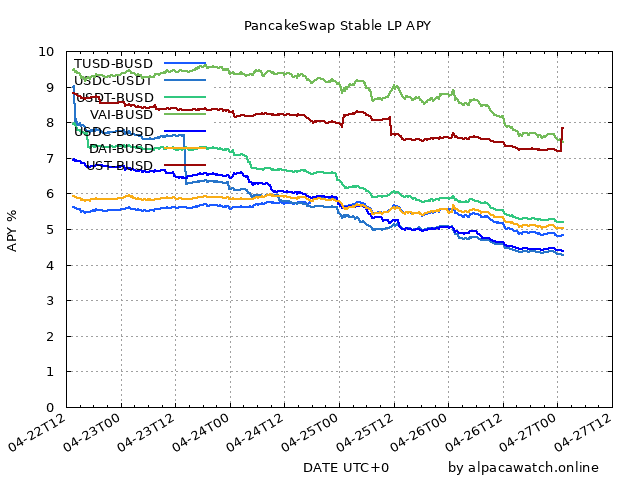 PancakeSwap Stable LP APY
10
9
8
7
6
5
4
3
2
1
0
APY %
TUSD-BUSD
USDC-USDT
USDT-BUSD
VAI-BUSD
USDC-BUSD
DAI-BUSD
UST-BUSD
04-22T12
04-23T00
04-23T12
04-24T00
04-24T12
04-25T00
04-25T12
04-26T00
04-26T12
04-27T00
04-27T12
DATE UTC+0
by alpacawatch.online